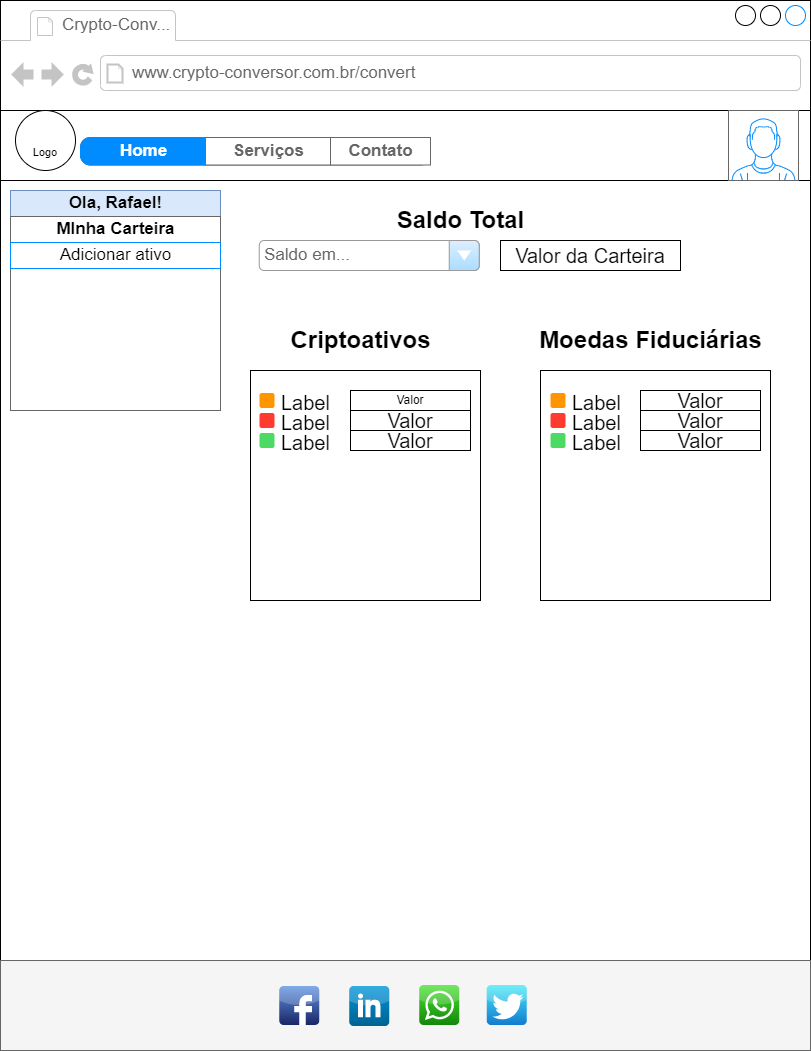 Crypto-Conv...
www.crypto-conversor.com.br/convert
Logo
Home Serviços Contato
Ola, Rafael!
MInha Carteira
Adicionar ativo
Saldo Total
Saldo em... Valor da Carteira
Criptoativos
Label Valor
Label Valor
Label Valor
Moedas Fiduciárias
Label Valor
Label Valor
Label Valor
f
in